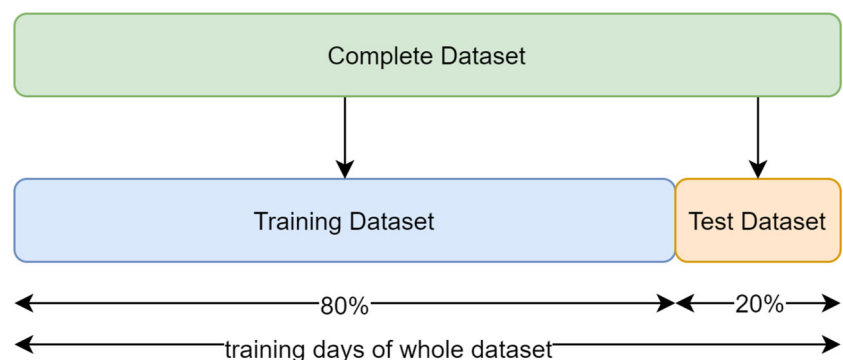 Complete Dataset
Training Dataset
Test Dataset
80%
20%
training days of whole dataset